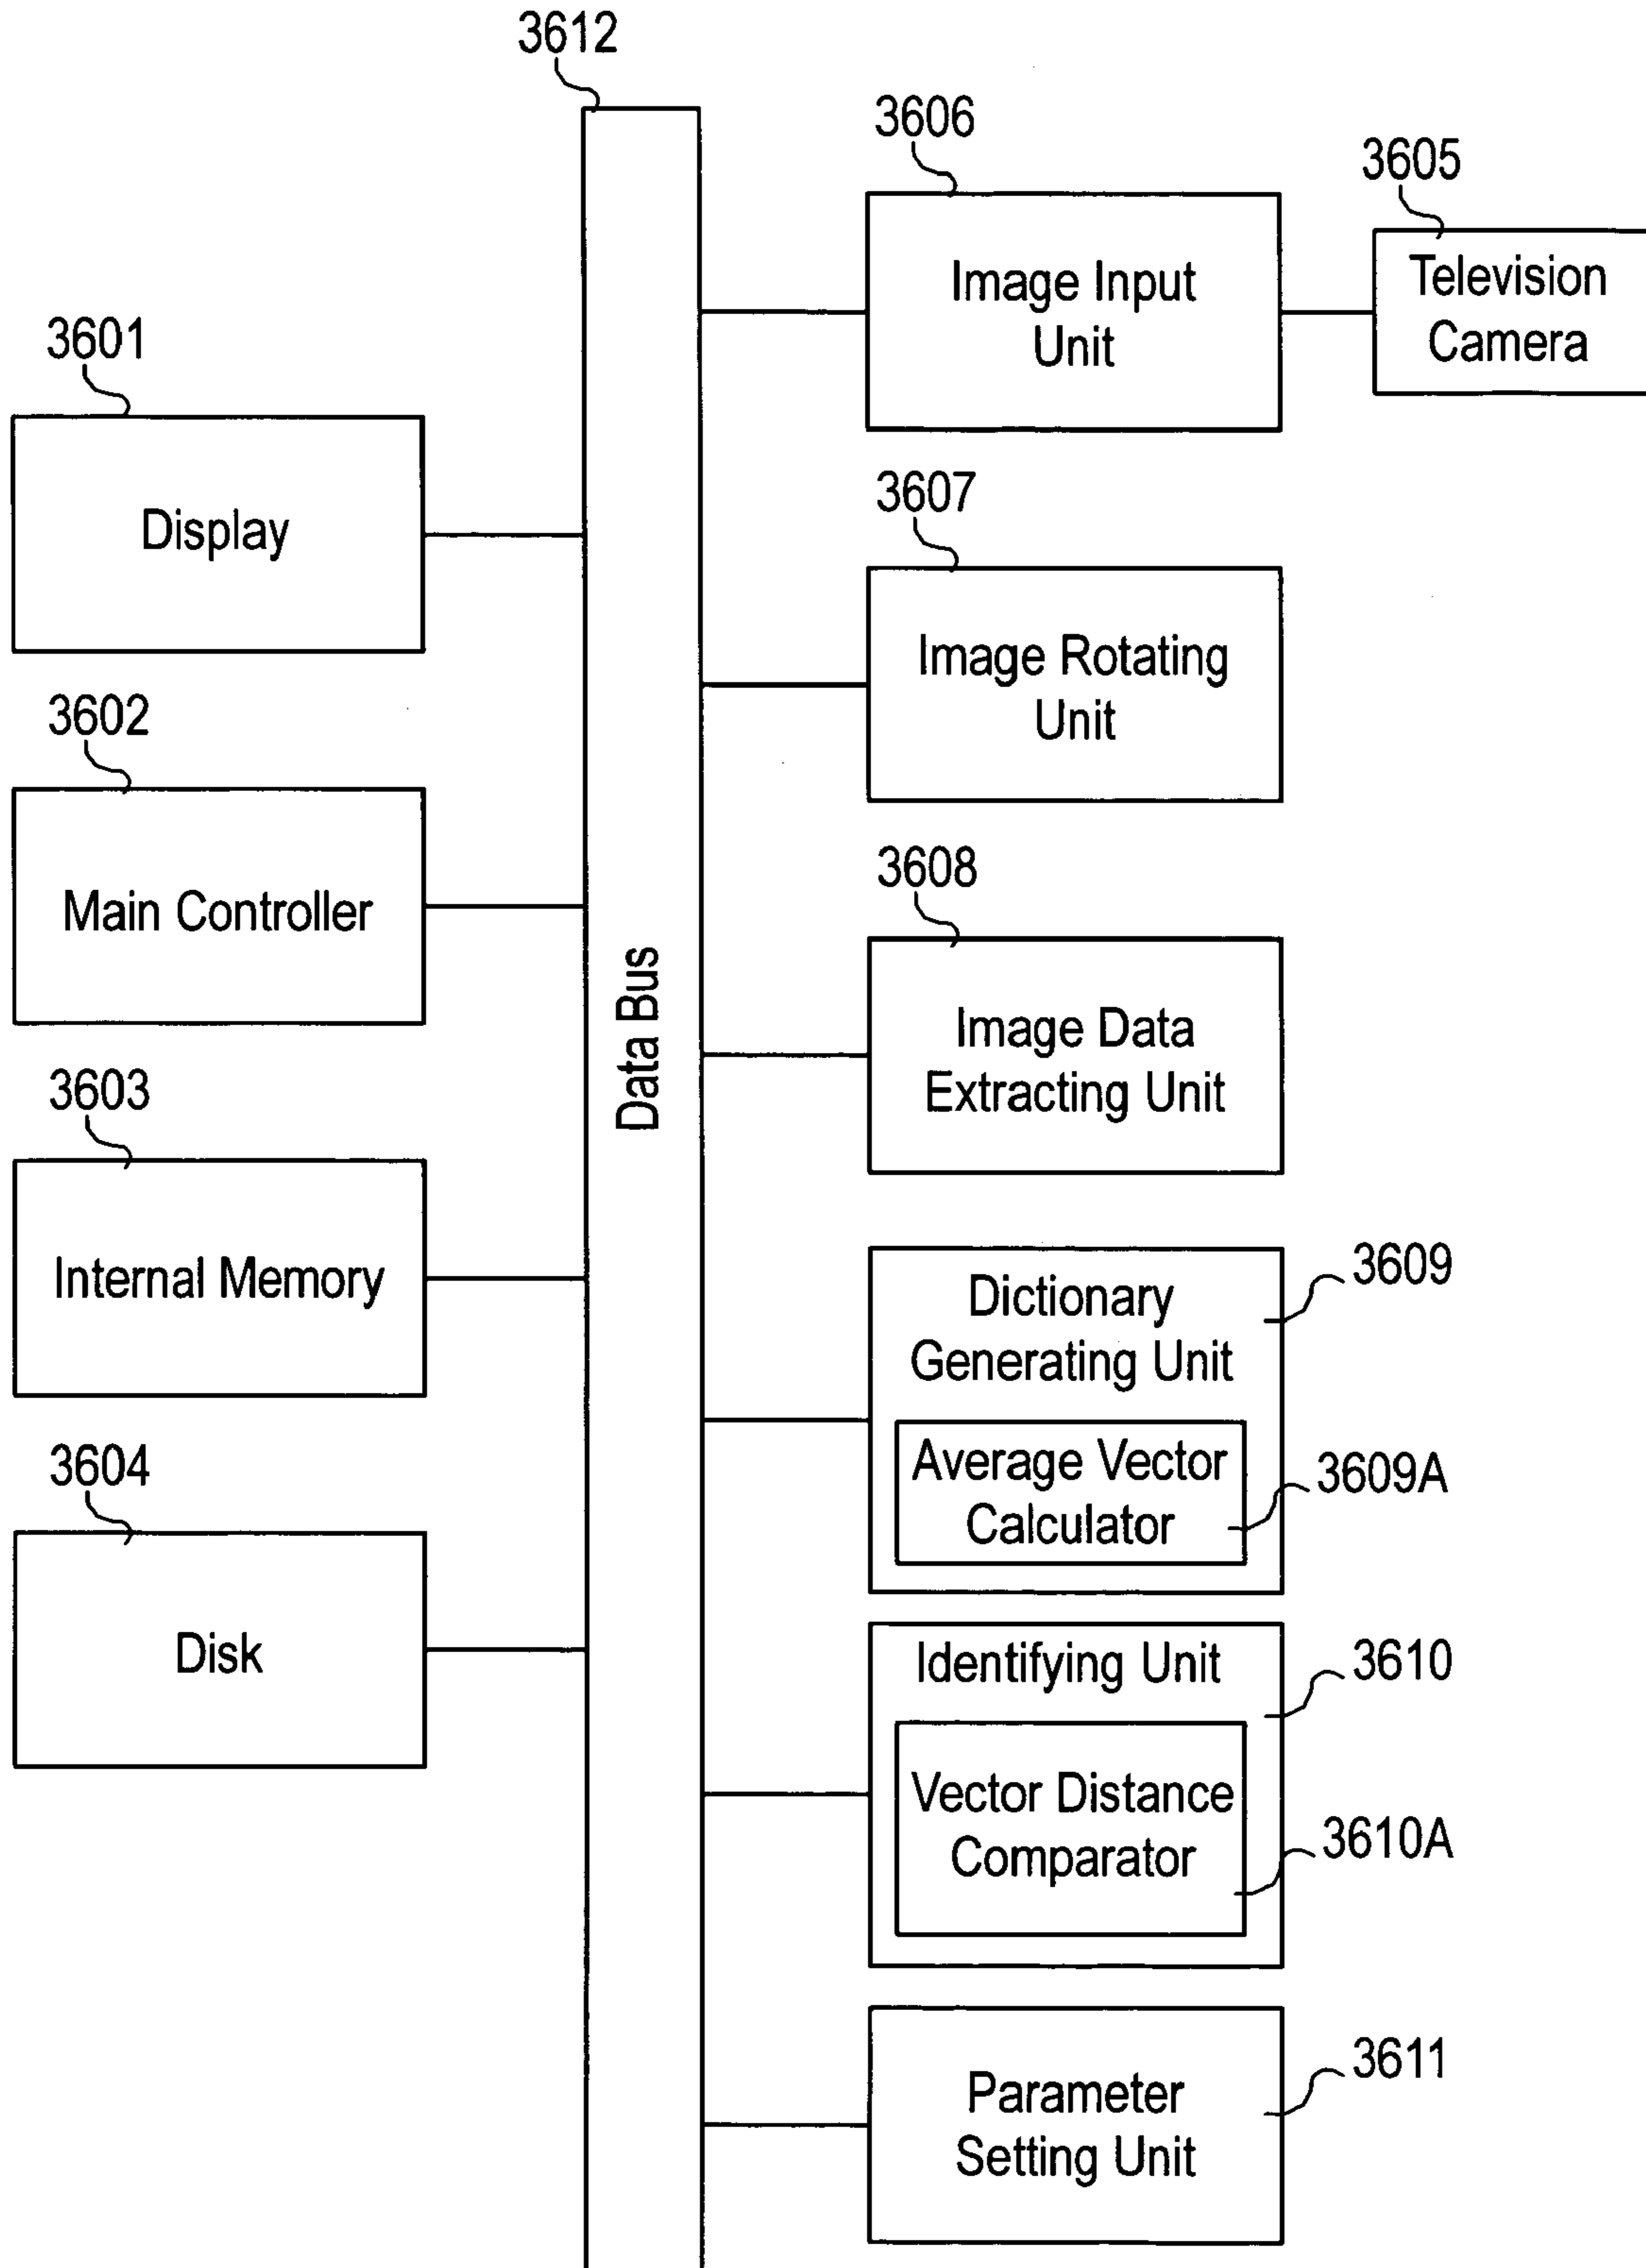 3612
3606
3605
Image Input
Unit
Television
Camera
3601
Display
3607
Image Rotating
Unit
3602
Main Controller
3608
Image Data
Extracting Unit
Data Bus
3603
Internal Memory
3609
Dictionary
Generating Unit
3609A
Average Vector
Calculator
3604
Disk
3610
Identifying Unit
3610A
Vector Distance
Comparator
3611
Parameter
Setting Unit